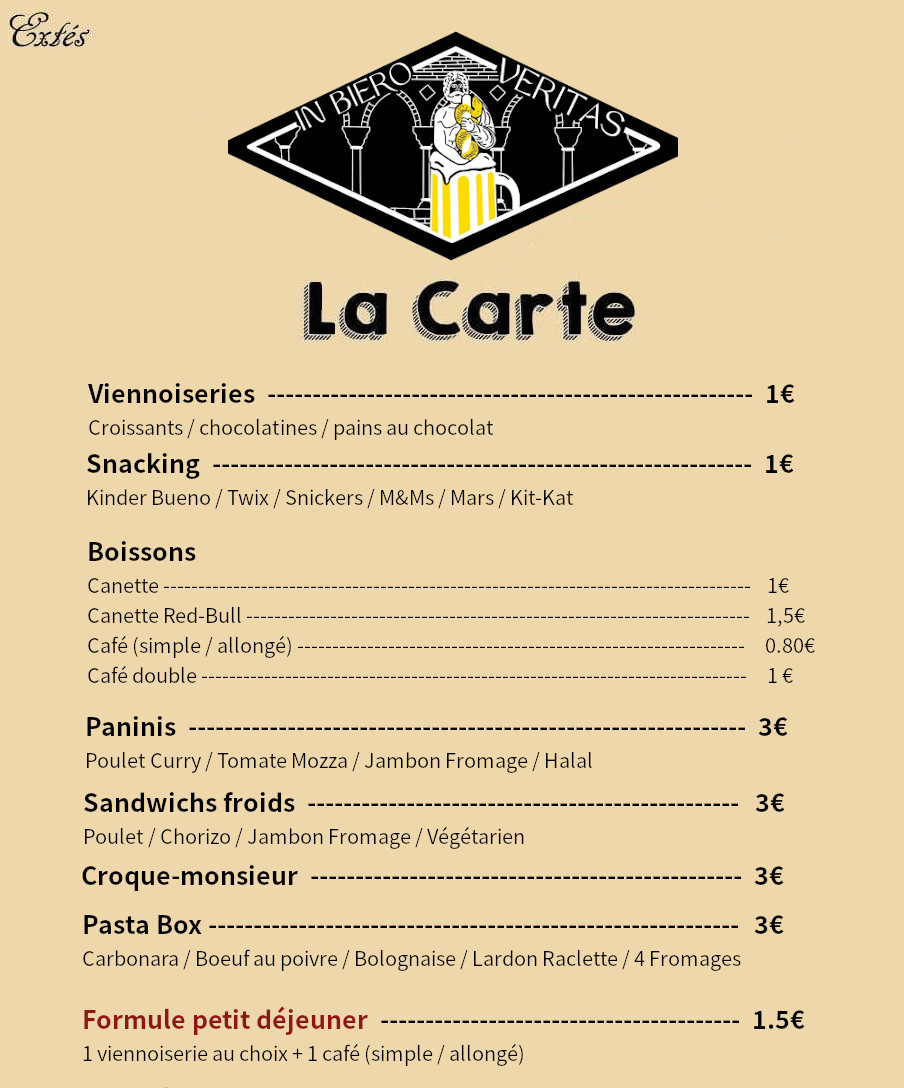 Extés
IN BIERO VERITAS
La Carte
Viennoiseries ------------------------------------------------------ 1€
Croissants / chocolatines / pains au chocolat
Snacking ------------------------------------------------------------ 1€
Kinder Bueno / Twix / Snickers / M&Ms / Mars / Kit-Kat
Boissons
Canette ------------------------------------------------------------ 1€
Canette Red-Bull ---------------------------------------------------- 1,5€
Café (simple / allongé) ---------------------------------------------- 0.80€
Café double -------------------------------------------------------- 1 €
Paninis -------------------------------------------------------------- 3€
Poulet Curry / Tomate Mozza / Jambon Fromage / Halal
Sandwichs froids ------------------------------------------------ 3€
Poulet / Chorizo / Jambon Fromage / Végétarien
Croque-monsieur ------------------------------------------------ 3€
Pasta Box ----------------------------------------------------------- 3€
Carbonara / Boeuf au poivre / Bolognaise / Lardon Raclette / 4 Fromages
Formule petit déjeuner ---------------------------------------- 1.5€
1 viennoiserie au choix + 1 café (simple / allongé)